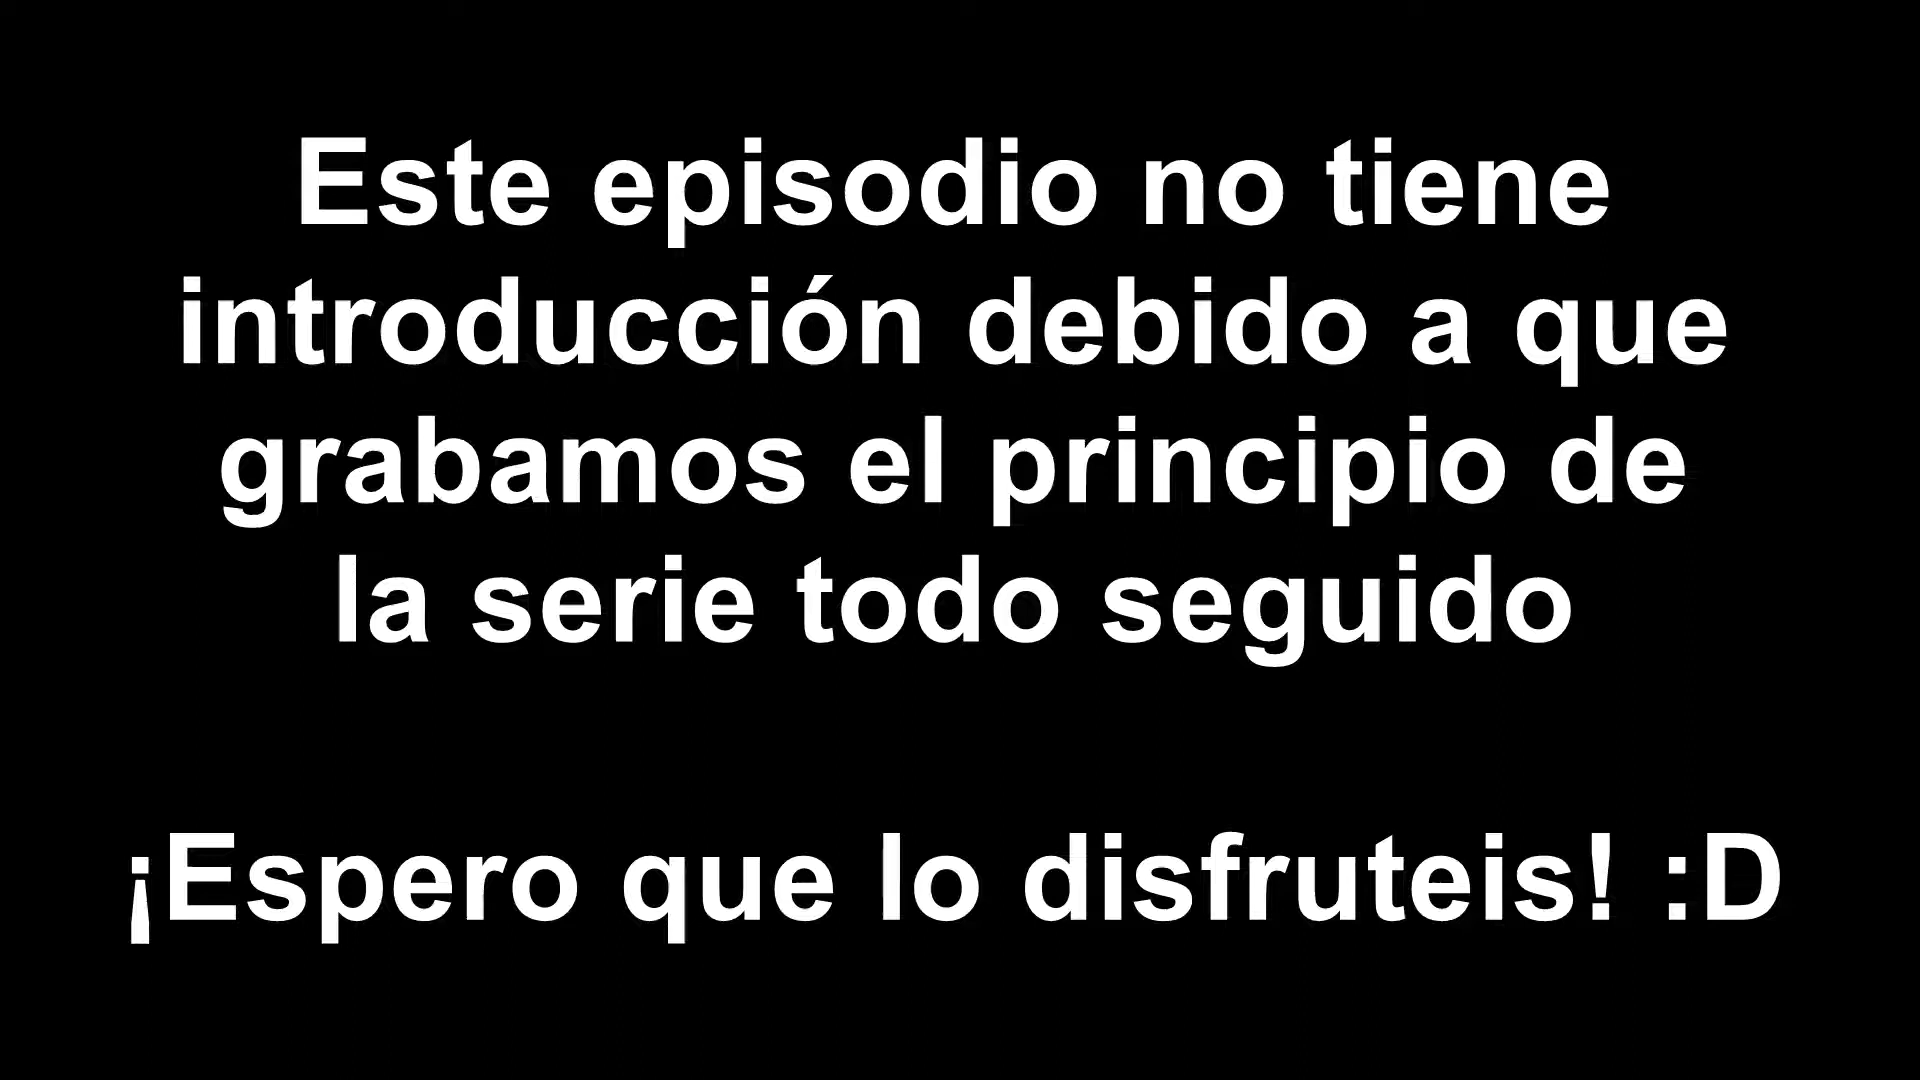 Este episodio no tiene
introducción debido a que
grabamos el principio de
la serie todo seguido
¡Espero que lo disfruteis! :D